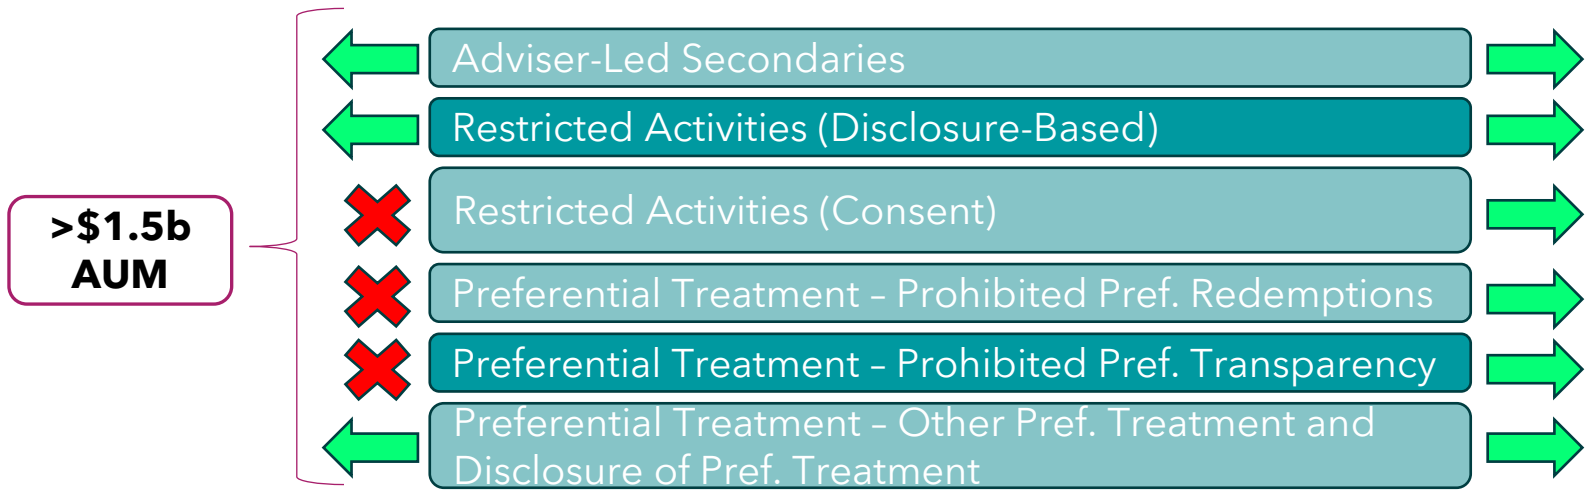 >$1.5b
AUM
Adviser-Led Secondaries
Restricted Activities (Disclosure-Based)
Restricted Activities (Consent)
Preferential Treatment – Prohibited Pref. Redemptions
Preferential Treatment – Prohibited Pref. Transparency
Preferential Treatment – Other Pref. Treatment and
Disclosure of Pref. Treatment